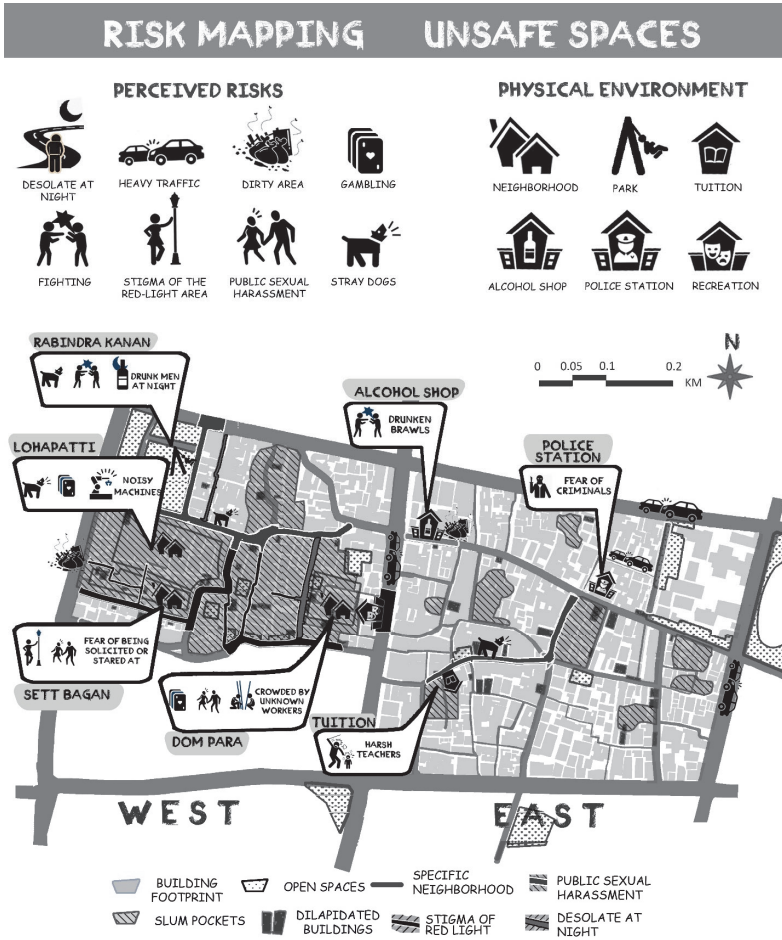 RISK MAPPING UNSAFE SPACES
PERCEIVED RISKS
DESOLATE AT
NIGHT
HEAVY TRAFFIC
DIRTY AREA
GAMBLING
FIGHTING
STIGMA OF THE
RED-LIGHT AREA
PUBLIC SEXUAL
HARASSMENT
STRAY DOGS
PHYSICAL ENVIRONMENT
NEIGHBORHOOD
PARK
TUITION
ALCOHOL SHOP
POLICE STATION
RECREATION
N
0 0.05 0.1 0.2
KM
RABINDRA KANAN
DRUNK MEN
AT NIGHT
LOHAPATTI
NOISY
MACHINES
ALCOHOL SHOP
DRUNKEN
BRAWLS
POLICE
STATION
FEAR OF
CRIMINALS
FEAR OF BEING
SOLICITED OR
STARED AT
SETT BAGAN
CROWDED BY
UNKNOWN
WORKERS
DOM PARA
TUITION
HARSH
TEACHERS
WEST
EAST
BUILDING
FOOTPRINT
OPEN SPACES
SPECIFIC
NEIGHBORHOOD
PUBLIC SEXUAL
HARASSMENT
SLUM POCKETS
DILAPIDATED
BUILDINGS
STIGMA OF
RED LIGHT
DESOLATE AT
NIGHT